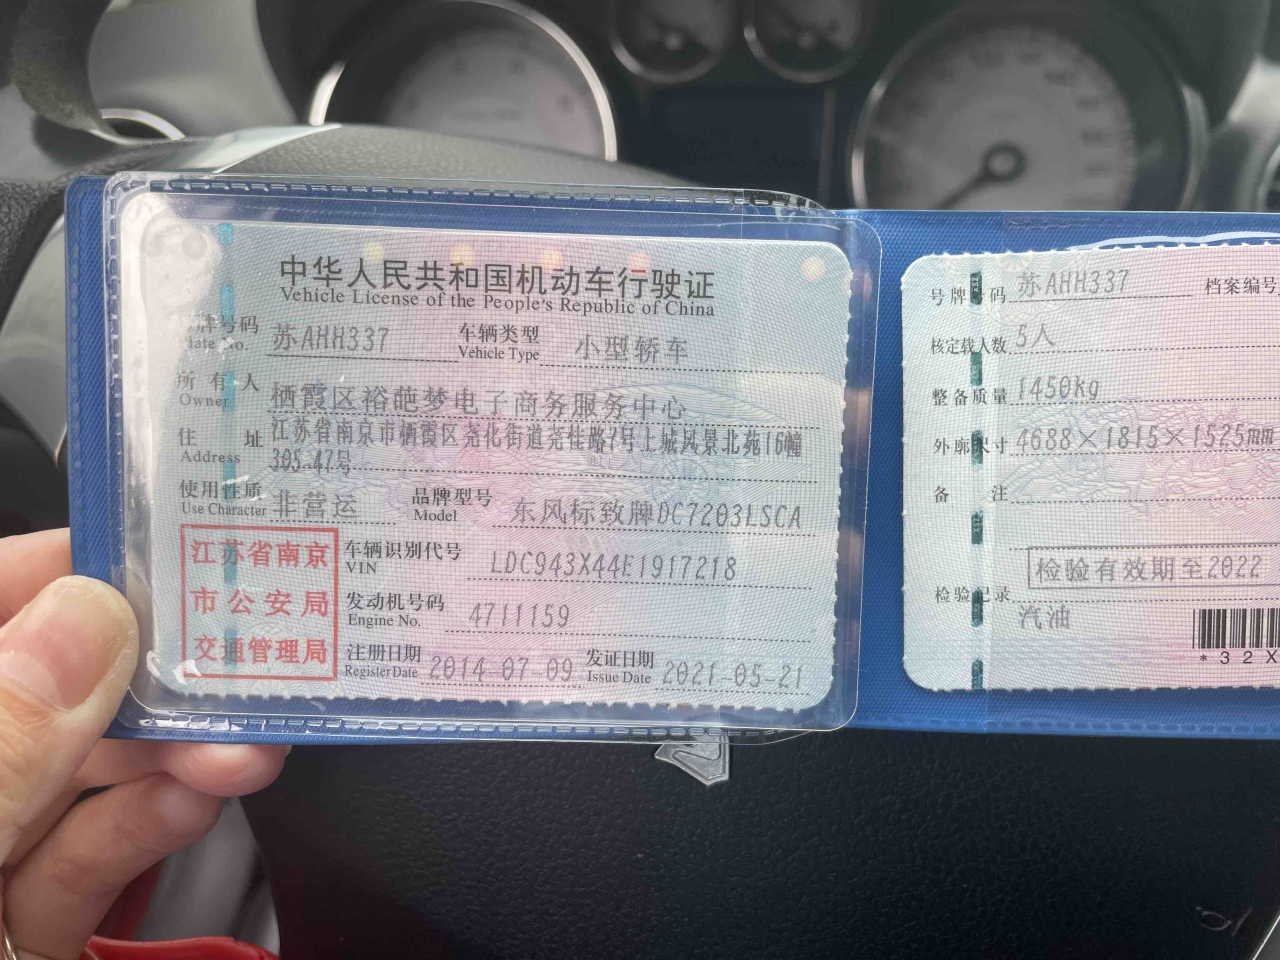 中华人民共和国机动车行驶证
Vehicle License of the People's Republic of China
号牌号码 苏AHH337 车辆类型 小型轿车
Plate No. Vehicle Type
所有人 栖霞区裕葩梦电子商务服务中心
Owner
住址 江苏省南京市栖霞区尧化街道尧佳路7号上城风景北苑16幢
Address 305-47号
使用性质 非营运 品牌型号 东风标致牌DC7203LSCA
Use Character Model
江苏省南京
市公安局
交通管理局
车辆识别代号 LDC943X44E1917218
VIN
发动机号码 4711159
Engine No.
注册日期 2014-07-09 发证日期 2021-05-21
Register Date Issue Date
号牌号码 苏AHH337 档案编号
核定载人数 5人
整备质量 1450kg
外廓尺寸 4688×1815×1525mm
备注
检验有效期至2022
检验记录
汽油
*32X